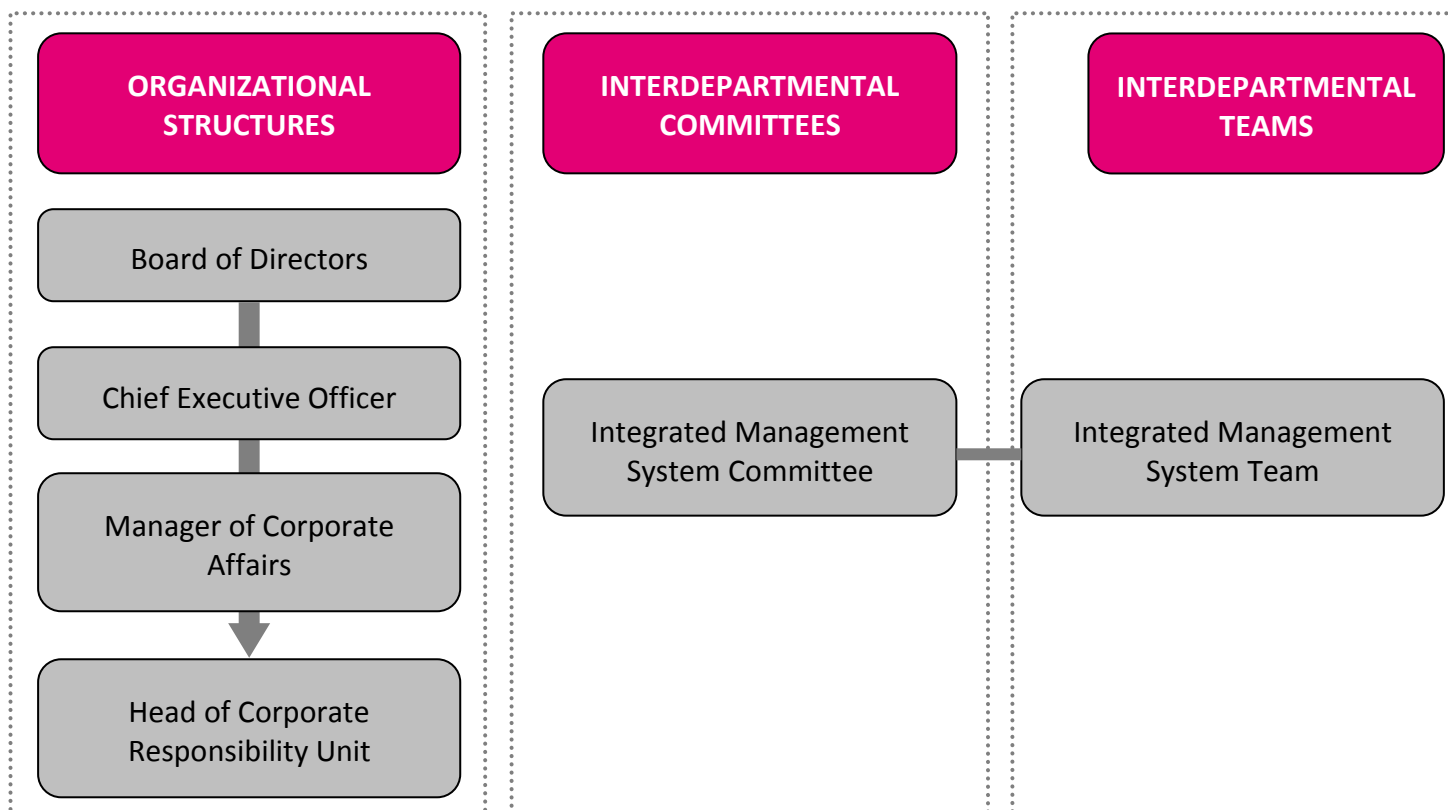 ORGANIZATIONAL
STRUCTURES
Board of Directors
Chief Executive Officer
Manager of Corporate
Affairs
Head of Corporate
Responsibility Unit
INTERDEPARTMENTAL
COMMITTEES
Integrated Management
System Committee
INTERDEPARTMENTAL
TEAMS
Integrated Management
System Team